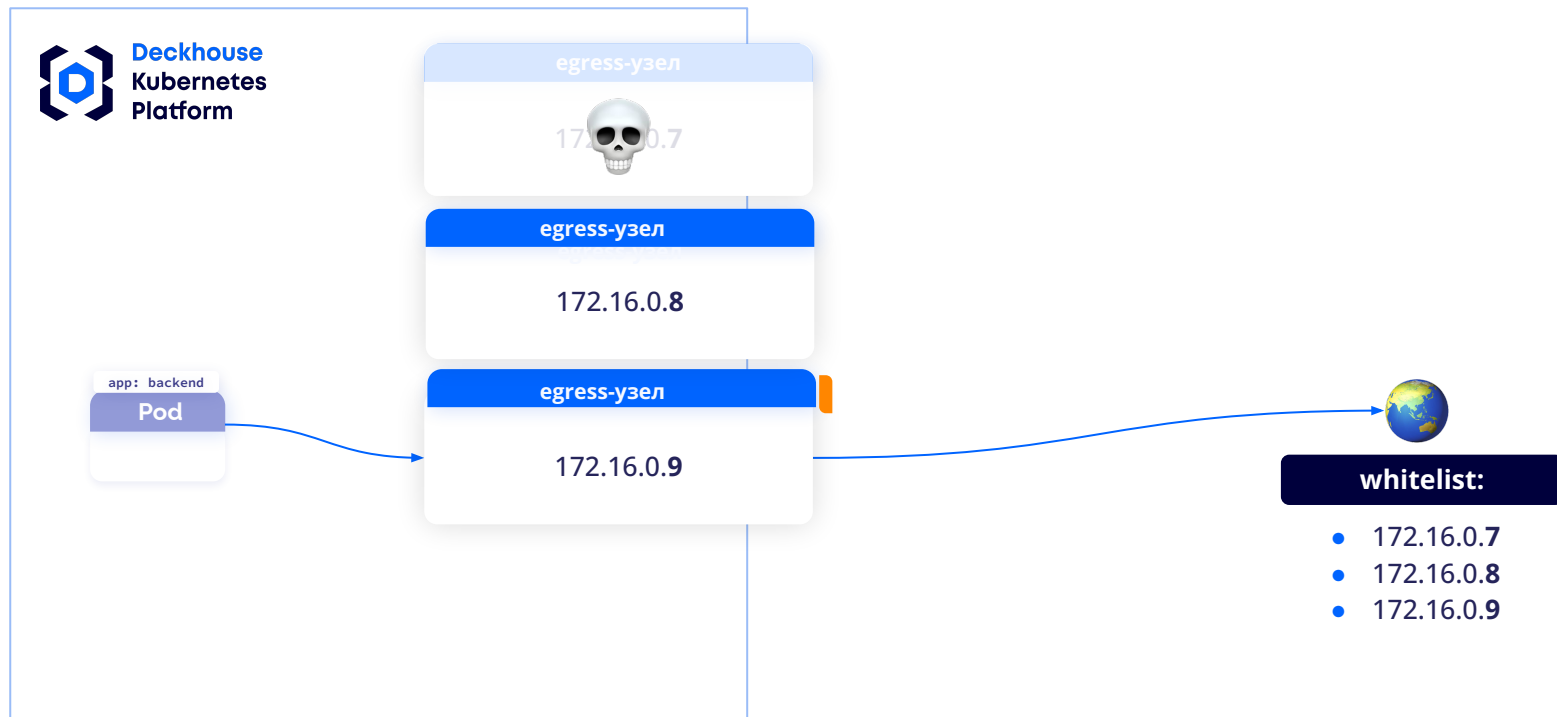 Deckhouse
Kubernetes
Platform
egress-узел
egress-узел
172.16.0.8
egress-узел
172.16.0.9
app: backend
Pod
whitelist:
172.16.0.7
172.16.0.8
172.16.0.9